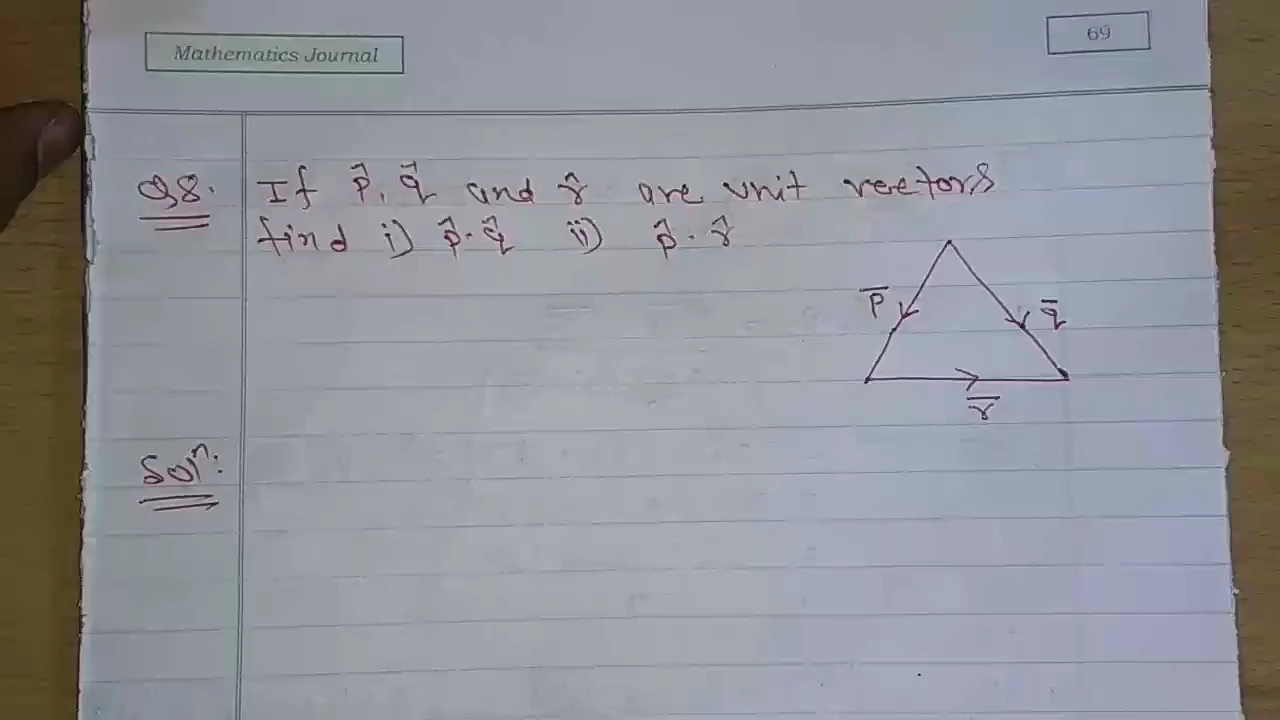 Mathematics Journal
69
Q8. If p⃗, q⃗ and r̂ are unit vectors
find i) p⃗.q⃗ ii) p⃗.r⃗
p̅
q̅
r̅
Solⁿ: